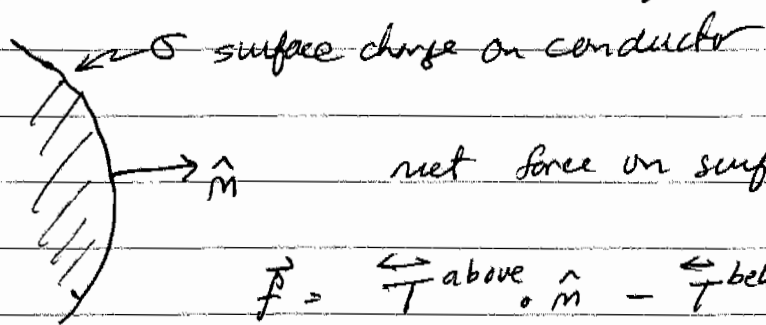 σ surface charge on conductor
n̂ net force on surf
f⃗ = T⃡ above · n̂ - T⃡ bel